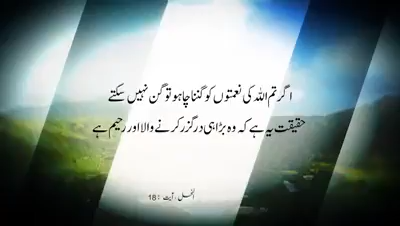 اگر تم اللہ کی نعمتوں کو گننا چاہو تو گن نہیں سکتے
حقیقت یہ ہے کہ وہ بڑا ہی درگزر کرنے والا اور رحیم ہے
النحل ، آیت : 18